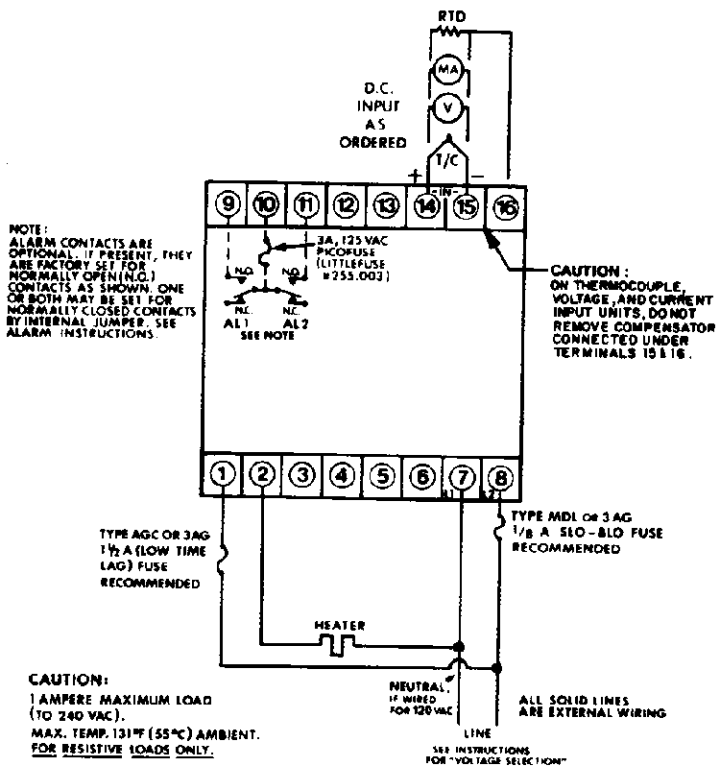 RTD
MA
V
T/C
D.C.
INPUT
AS
ORDERED
+ -IN- −
9 10 11 12 13 14 15 16
NOTE:
ALARM CONTACTS ARE
OPTIONAL. IF PRESENT, THEY
ARE FACTORY SET FOR
NORMALLY OPEN (N.O.)
CONTACTS AS SHOWN. ONE
OR BOTH MAY BE SET FOR
NORMALLY CLOSED CONTACTS
BY INTERNAL JUMPER. SEE
ALARM INSTRUCTIONS.
3A, 125 VAC
PICOFUSE
(LITTLEFUSE
#255.003)
N.O. N.O.
N.C. N.C.
AL1 AL2
SEE NOTE
CAUTION:
ON THERMOCOUPLE,
VOLTAGE, AND CURRENT
INPUT UNITS, DO NOT
REMOVE COMPENSATOR
CONNECTED UNDER
TERMINALS 15 & 16.
1 2 3 4 5 6 7 8
L1 L2
TYPE AGC OR 3AG
1½ A (LOW TIME
LAG) FUSE
RECOMMENDED
TYPE MDL OR 3AG
1/8 A SLO-BLO FUSE
RECOMMENDED
HEATER
CAUTION:
1 AMPERE MAXIMUM LOAD
(TO 240 VAC).
MAX. TEMP. 131°F (55°C) AMBIENT.
FOR RESISTIVE LOADS ONLY.
NEUTRAL,
IF WIRED
FOR 120 VAC
ALL SOLID LINES
ARE EXTERNAL WIRING
LINE
SEE INSTRUCTIONS
FOR "VOLTAGE SELECTION"